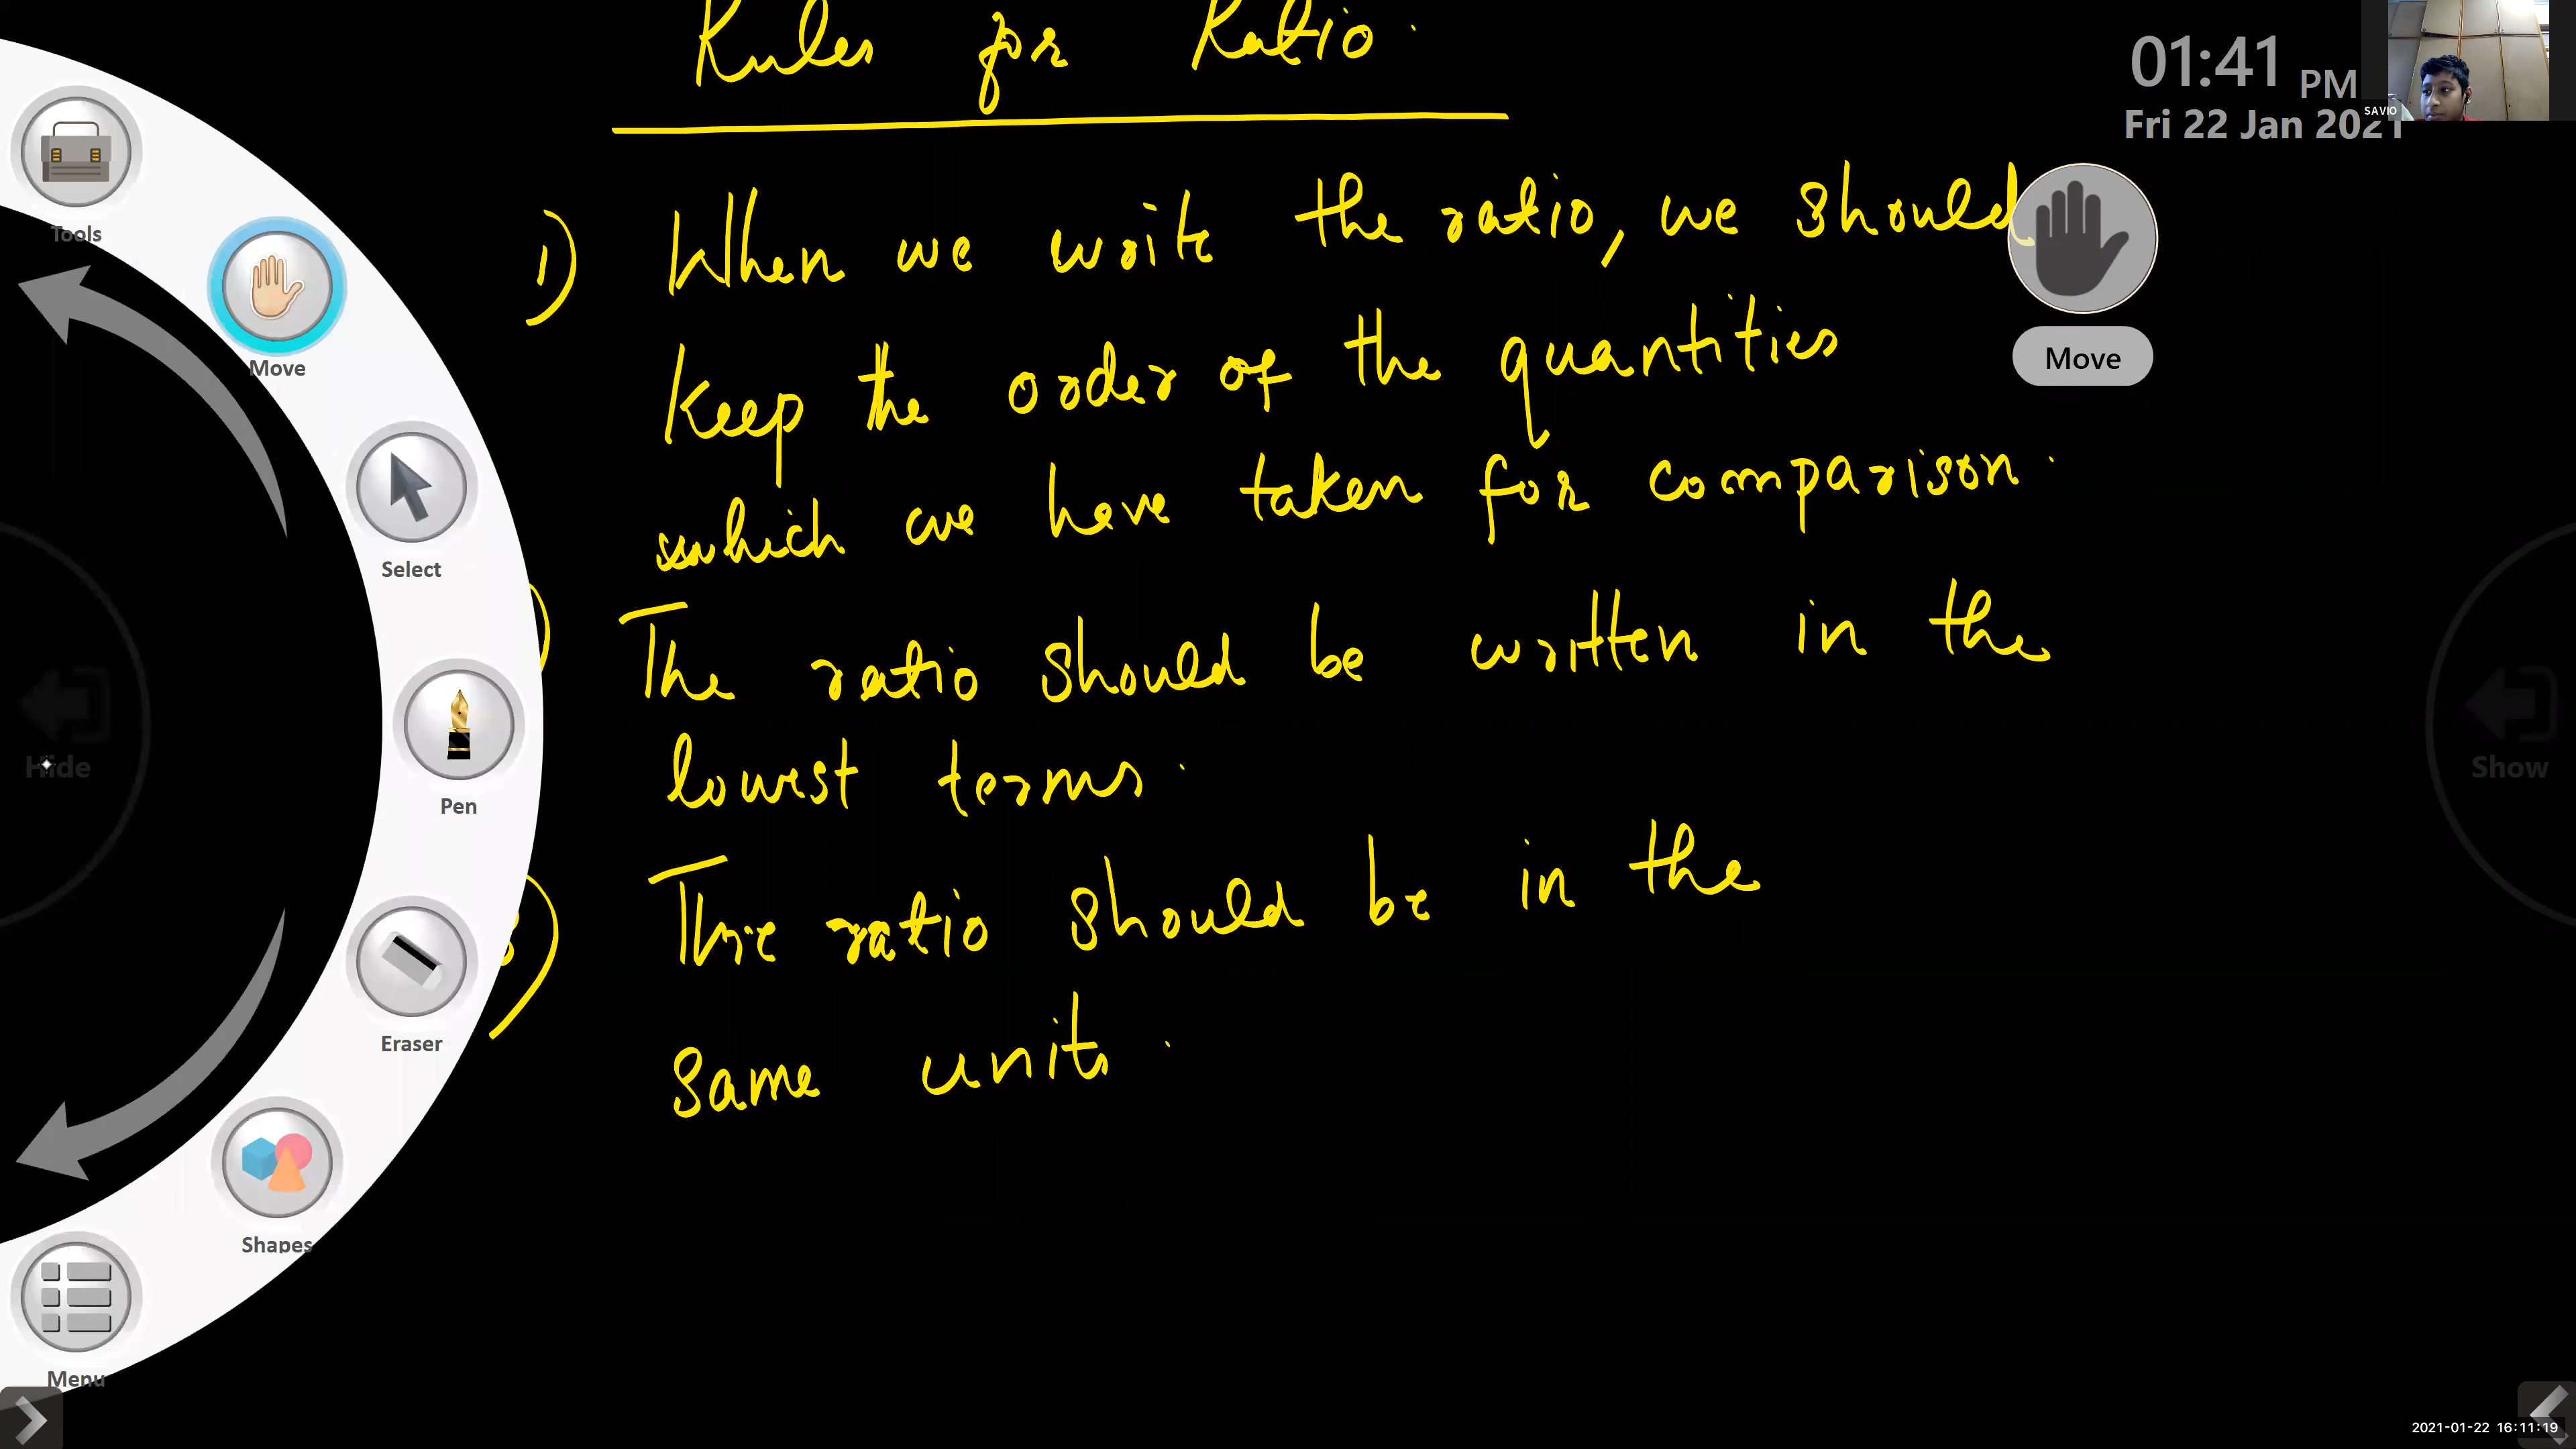 Rules for Ratio.
01:41 PM
Fri 22 Jan 2021
SAVIO
Tools
Move
1) When we write the ratio, we should
Move
keep the order of the quantities
which we have taken for comparison.
Select
) The ratio should be written in the
lowest terms.
Hide
Show
Pen
3) The ratio should be in the
same units.
Eraser
Shapes
Menu
2021-01-22 16:11:19